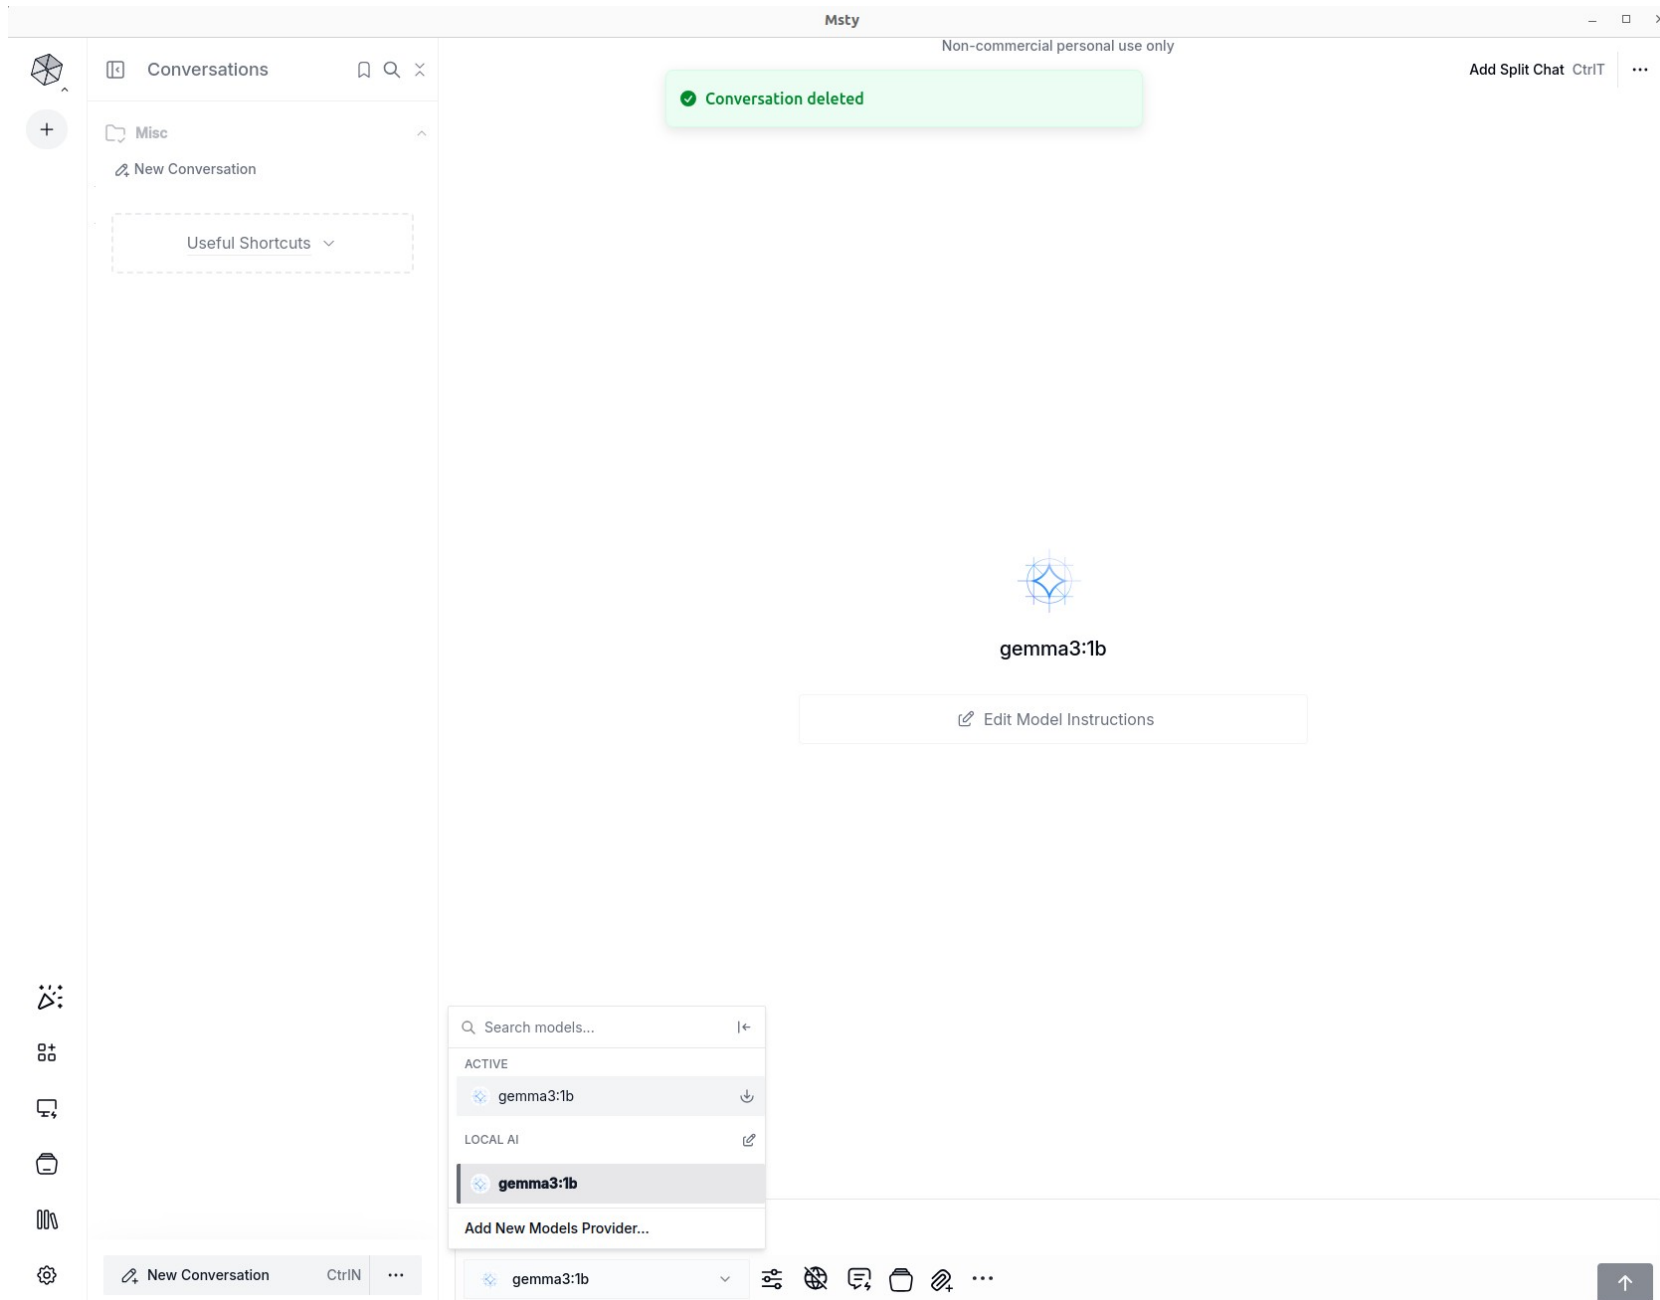 Msty
Conversations
Non-commercial personal use only
Add Split Chat CtrlT
Conversation deleted
Misc
New Conversation
Useful Shortcuts
gemma3:1b
Edit Model Instructions
Search models...
ACTIVE
gemma3:1b
LOCAL AI
gemma3:1b
Add New Models Provider...
New Conversation CtrlN
gemma3:1b